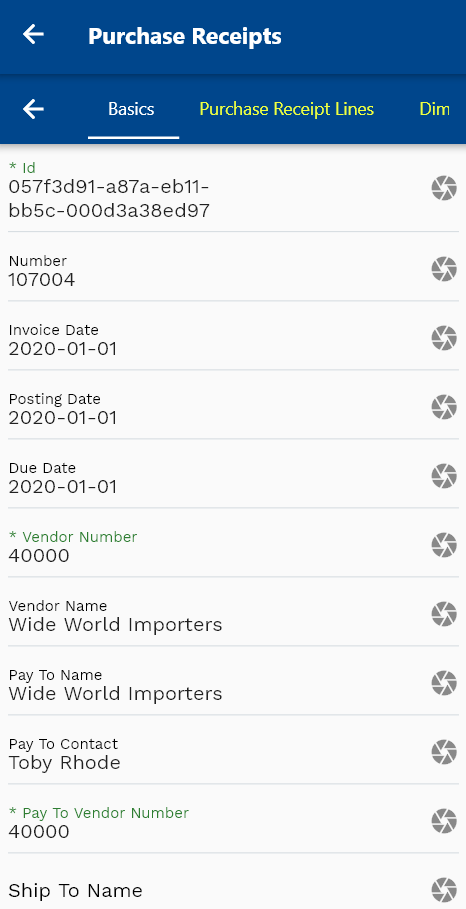 Purchase Receipts
Basics Purchase Receipt Lines Dim
* Id
057f3d91-a87a-eb11-
bb5c-000d3a38ed97
Number
107004
Invoice Date
2020-01-01
Posting Date
2020-01-01
Due Date
2020-01-01
* Vendor Number
40000
Vendor Name
Wide World Importers
Pay To Name
Wide World Importers
Pay To Contact
Toby Rhode
* Pay To Vendor Number
40000
Ship To Name